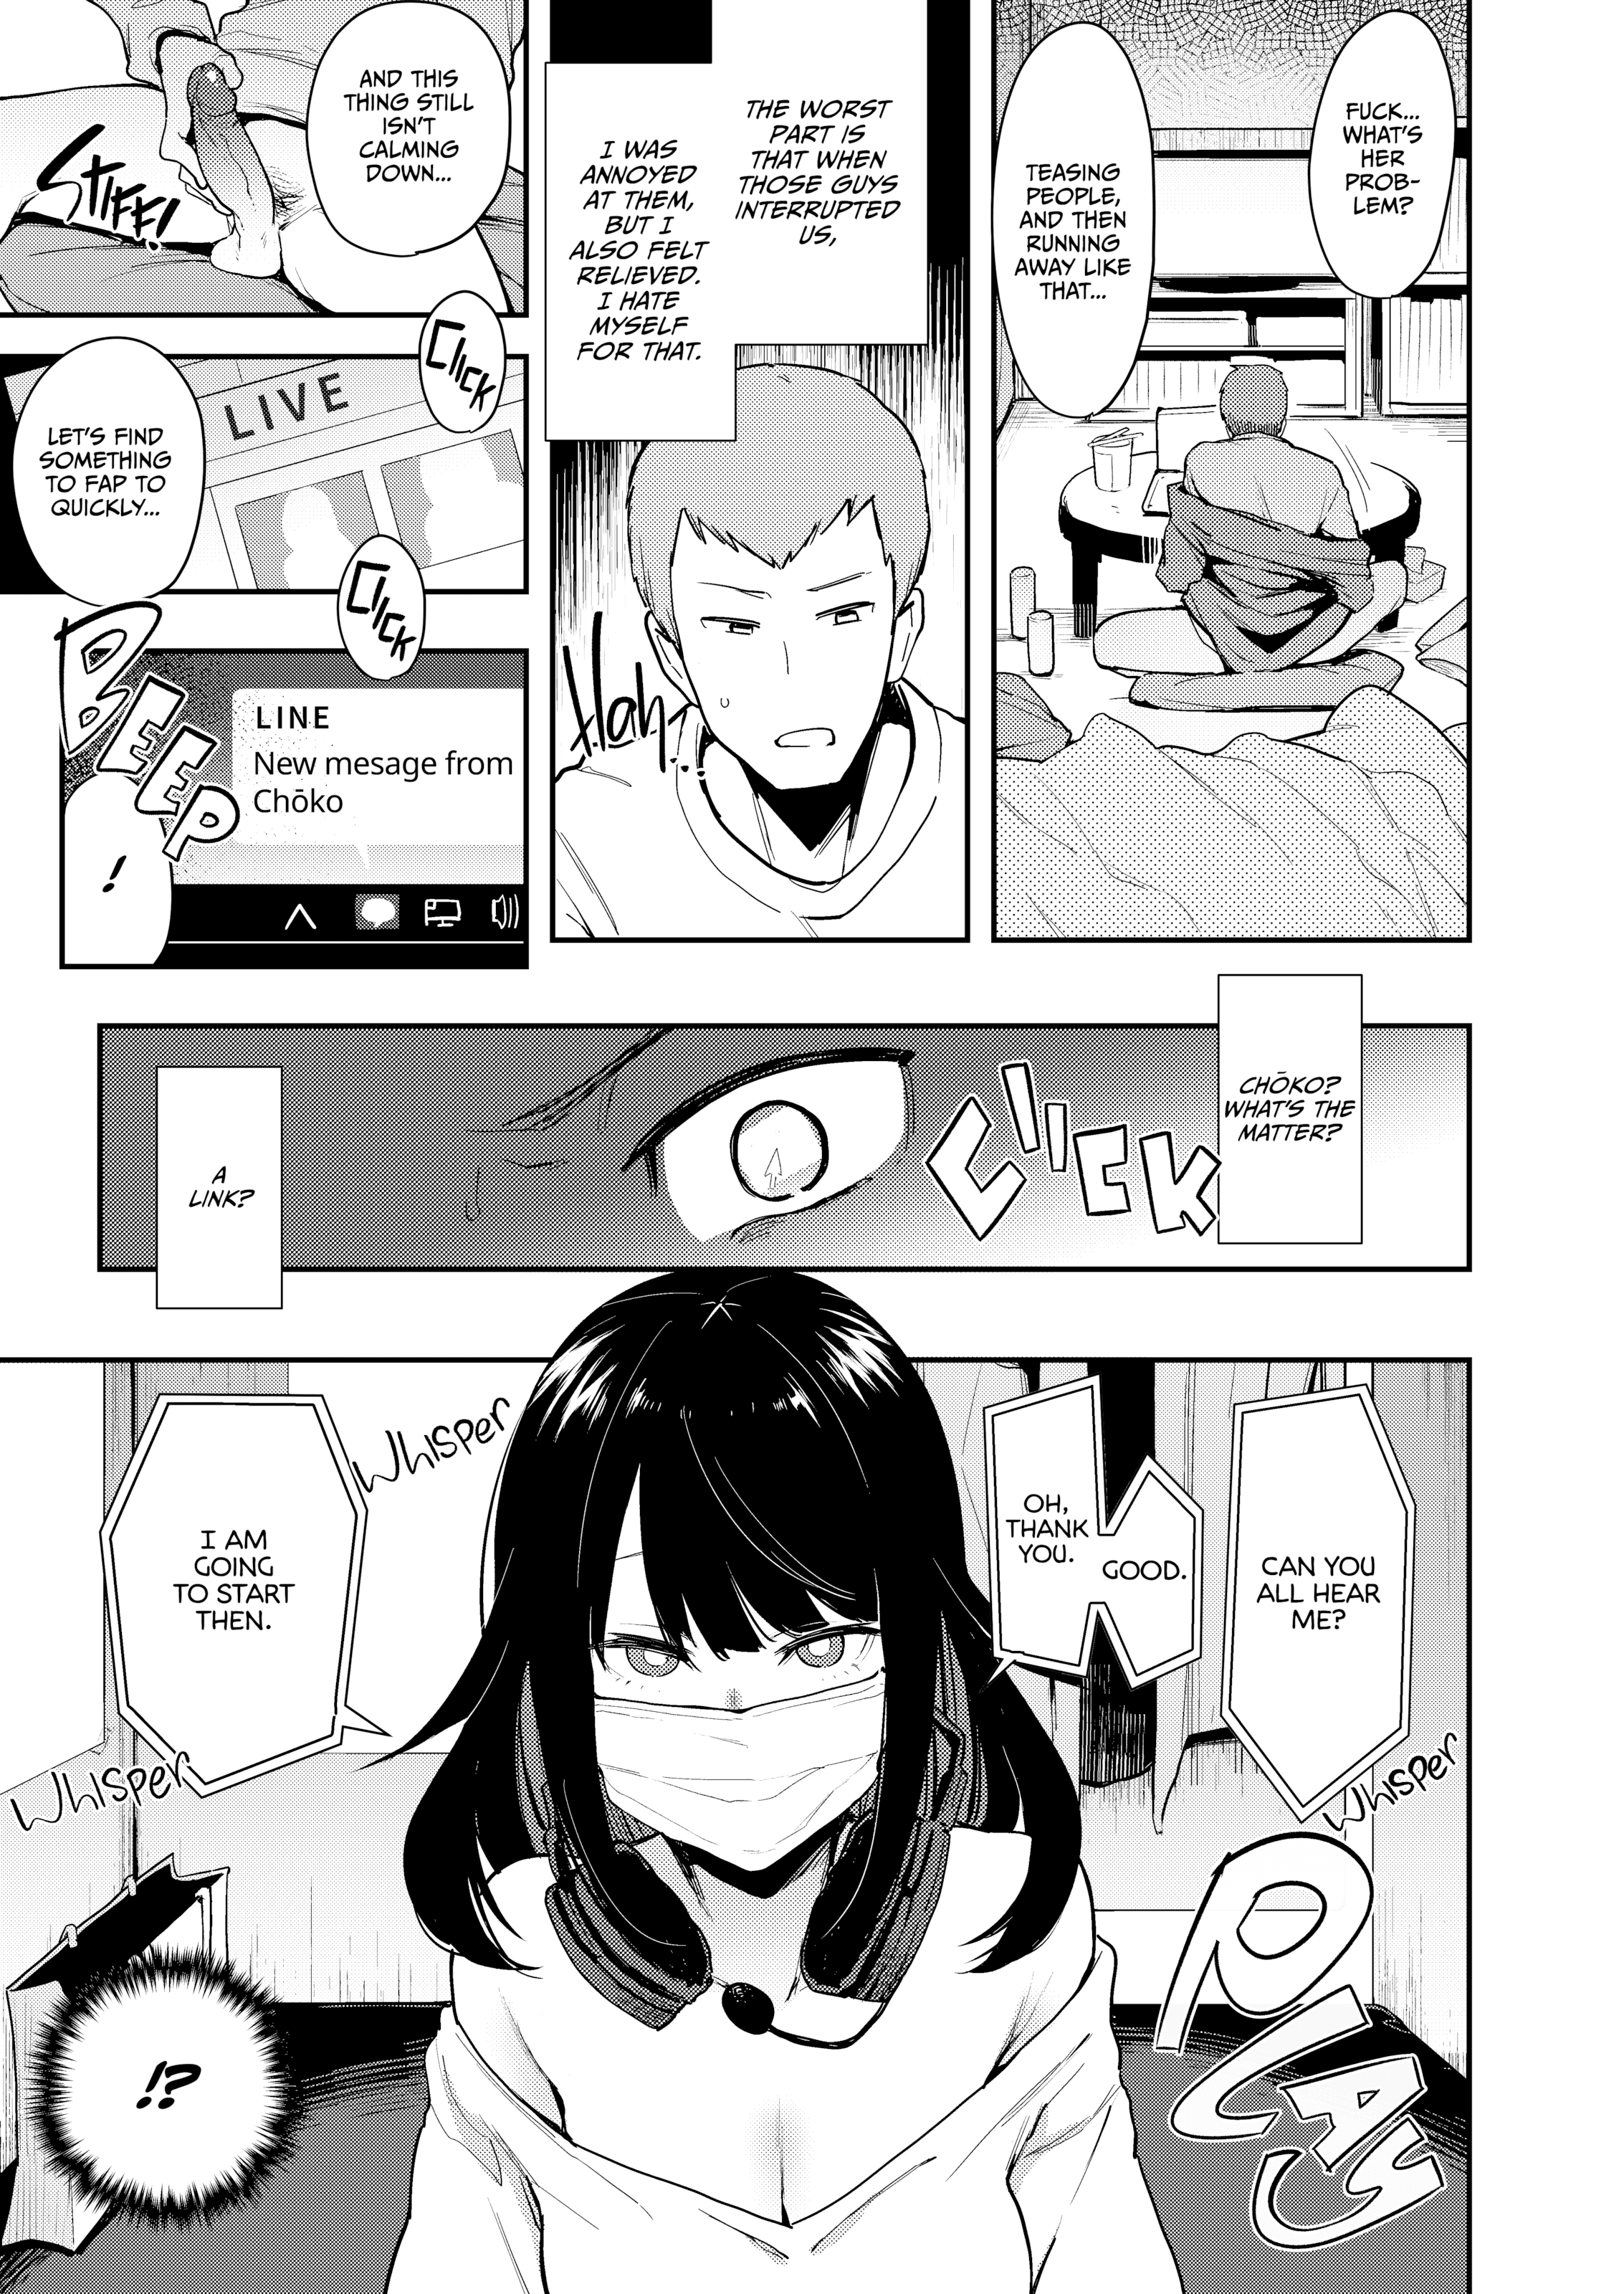 FUCK...
WHAT'S
HER
PROB-
LEM?
TEASING
PEOPLE,
AND THEN
RUNNING
AWAY LIKE
THAT...
THE WORST
PART IS
THAT WHEN
THOSE GUYS
INTERRUPTED
US,
I WAS
ANNOYED
AT THEM,
BUT I
ALSO FELT
RELIEVED.
I HATE
MYSELF
FOR THAT.
Hah...
AND THIS
THING STILL
ISN'T
CALMING
DOWN...
STIFF!
CLICK
LIVE
LET'S FIND
SOMETHING
TO FAP TO
QUICKLY...
CLICK
BEEP
LINE
New mesage from
Chōko
!
CHŌKO?
WHAT'S THE
MATTER?
CLICK
A
LINK?
CAN YOU
ALL HEAR
ME?
GOOD.
OH,
THANK
YOU.
WHISPER
WHISPER
I AM
GOING
TO START
THEN.
WHISPER
PLAY
!?